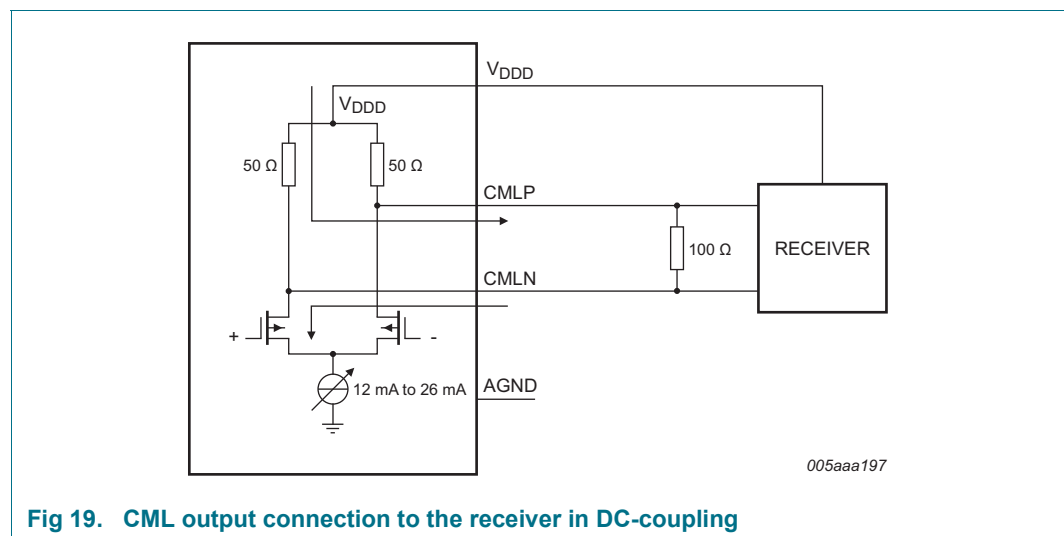 VDDD
VDDD
50 Ω
50 Ω
CMLP
100 Ω
RECEIVER
CMLN
+
-
12 mA to 26 mA
AGND
005aaa197
Fig 19. CML output connection to the receiver in DC-coupling